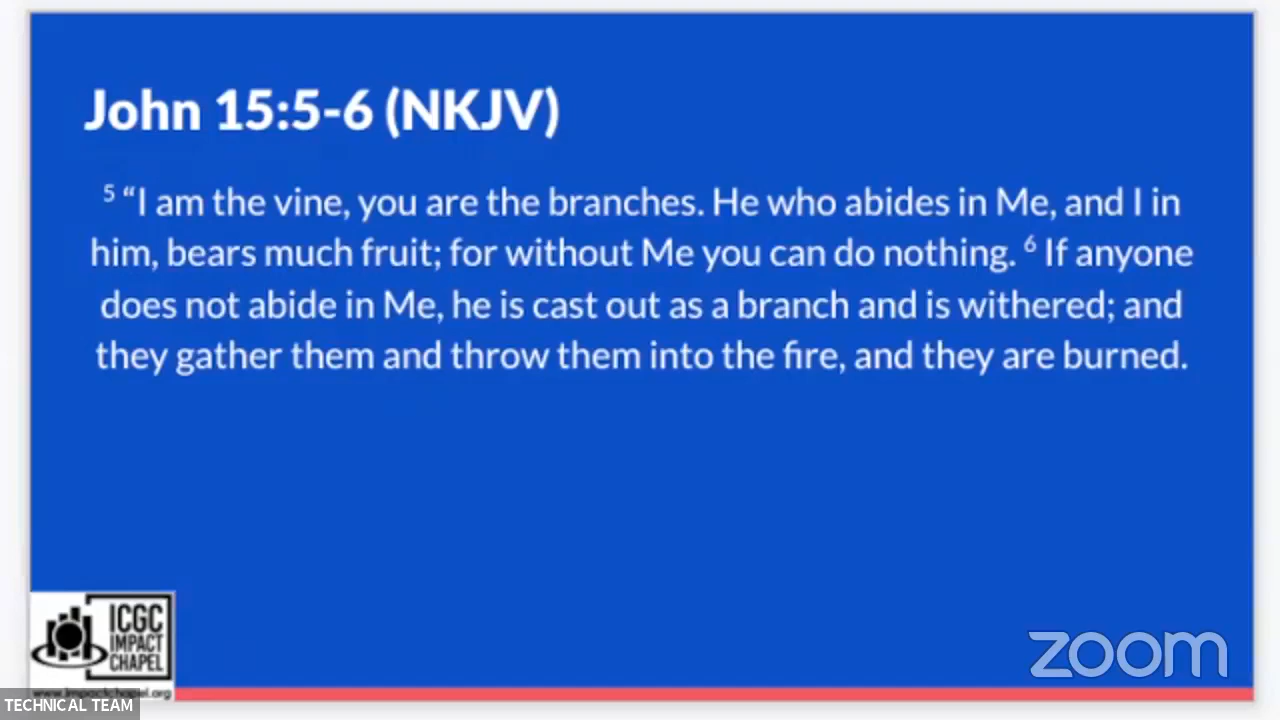 John 15:5-6 (NKJV)
5 “I am the vine, you are the branches. He who abides in Me, and I in
him, bears much fruit; for without Me you can do nothing. 6 If anyone
does not abide in Me, he is cast out as a branch and is withered; and
they gather them and throw them into the fire, and they are burned.
ICGC
IMPACT
CHAPEL
www.impactchapel.org
zoom
TECHNICAL TEAM